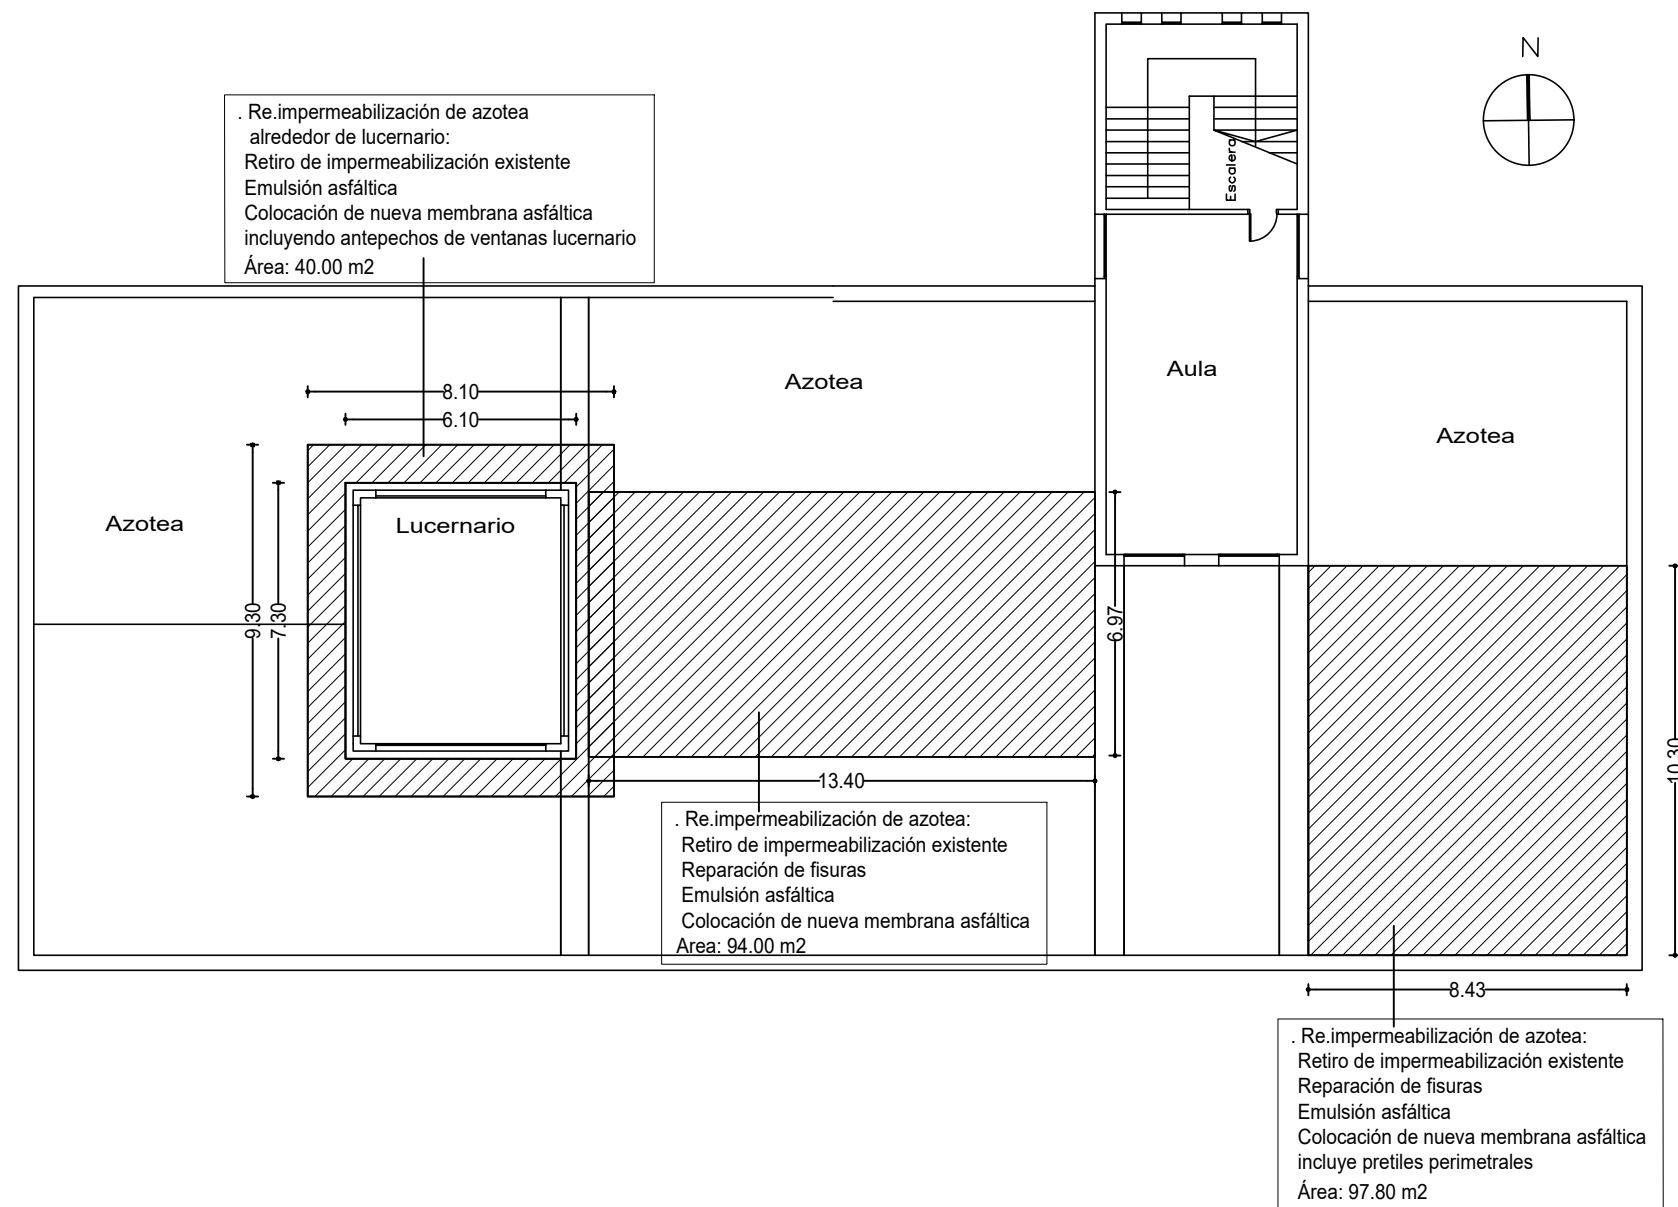 N
. Re.impermeabilización de azotea
alrededor de lucernario:
Retiro de impermeabilización existente
Emulsión asfáltica
Colocación de nueva membrana asfáltica
incluyendo antepechos de ventanas lucernario
Área: 40.00 m2
Escalera
Aula
Azotea
Azotea
Azotea
Lucernario
8.10
6.10
9.30
7.30
6.97
13.40
10.30
8.43
. Re.impermeabilización de azotea:
Retiro de impermeabilización existente
Reparación de fisuras
Emulsión asfáltica
Colocación de nueva membrana asfáltica
Area: 94.00 m2
. Re.impermeabilización de azotea:
Retiro de impermeabilización existente
Reparación de fisuras
Emulsión asfáltica
Colocación de nueva membrana asfáltica
incluye pretiles perimetrales
Área: 97.80 m2